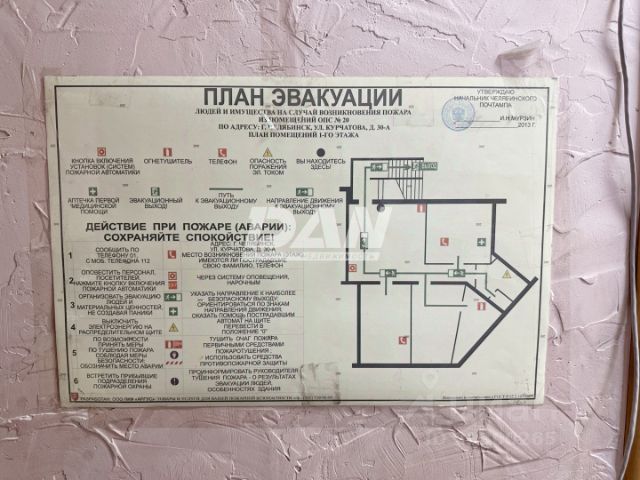 ПЛАН ЭВАКУАЦИИ
ЛЮДЕЙ И ИМУЩЕСТВА НА СЛУЧАЙ ВОЗНИКНОВЕНИЯ ПОЖАРА
ИЗ ПОМЕЩЕНИЙ ОПС № 20
ПО АДРЕСУ: Г. ЧЕЛЯБИНСК, УЛ. КУРЧАТОВА, Д. 30-А
ПЛАН ПОМЕЩЕНИЙ 1-ГО ЭТАЖА
УТВЕРЖДАЮ
НАЧАЛЬНИК ЧЕЛЯБИНСКОГО
ПОЧТАМПА
И.Н.МУРЗИН
2013 Г.
КНОПКА ВКЛЮЧЕНИЯ
УСТАНОВОК (СИСТЕМ)
ПОЖАРНОЙ АВТОМАТИКИ
ОГНЕТУШИТЕЛЬ
ТЕЛЕФОН
ОПАСНОСТЬ
ПОРАЖЕНИЯ
ЭЛ. ТОКОМ
ВЫ НАХОДИТЕСЬ
ЗДЕСЬ!
АПТЕЧКА ПЕРВОЙ
МЕДИЦИНСКОЙ
ПОМОЩИ
ЭВАКУАЦИОННЫЙ
ВЫХОД!
ПУТЬ
К ЭВАКУАЦИОННОМУ
ВЫХОДУ
НАПРАВЛЕНИЕ ДВИЖЕНИЯ
К ЭВАКУАЦИОННОМУ
ВЫХОДУ
ДЕЙСТВИЕ ПРИ ПОЖАРЕ (АВАРИИ):
СОХРАНЯЙТЕ СПОКОЙСТВИЕ!
1
СООБЩИТЬ ПО
ТЕЛЕФОНУ 01,
С МОБ. ТЕЛЕФОНА 112
АДРЕС: Г. ЧЕЛЯБИНСК,
УЛ. КУРЧАТОВА, Д. 30-А
МЕСТО ВОЗНИКНОВЕНИЯ ПОЖАРА (ЭТАЖ),
ИМЕЮТСЯ ЛИ ПОСТРАДАВШИЕ,
СВОЮ ФАМИЛИЮ, ТЕЛЕФОН
2
ОПОВЕСТИТЬ ПЕРСОНАЛ,
ПОСЕТИТЕЛЕЙ
НАЖМИТЕ КНОПКУ ВКЛЮЧЕНИЯ
ПОЖАРНОЙ АВТОМАТИКИ
ЧЕРЕЗ СИСТЕМУ ОПОВЕЩЕНИЯ,
НАРОЧНЫМ
3
ОРГАНИЗОВАТЬ ЭВАКУАЦИЮ
ЛЮДЕЙ И
МАТЕРИАЛЬНЫХ ЦЕННОСТЕЙ,
НЕ СОЗДАВАЯ ПАНИКИ
УКАЗАТЬ НАПРАВЛЕНИЕ К НАИБОЛЕЕ
БЕЗОПАСНОМУ ВЫХОДУ:
ОРИЕНТИРОВАТЬСЯ ПО ЗНАКАМ
НАПРАВЛЕНИЯ ДВИЖЕНИЯ,
ОКАЗАТЬ ПОМОЩЬ ПОСТРАДАВШИМ
4
ВЫКЛЮЧИТЬ
ЭЛЕКТРОЭНЕРГИЮ НА
РАСПРЕДЕЛИТЕЛЬНОМ ЩИТЕ
АВТОМАТ НА ЩИТЕ
ПЕРЕВЕСТИ В
ПОЛОЖЕНИЕ "0"
5
ПО ВОЗМОЖНОСТИ
ПРИНЯТЬ МЕРЫ
ПО ТУШЕНИЮ ПОЖАРА
СОБЛЮДАЯ МЕРЫ
БЕЗОПАСНОСТИ:
ОБОЗНАЧИТЬ МЕСТО АВАРИИ
ТУШИТЬ ОЧАГ ПОЖАРА
ПЕРВИЧНЫМИ СРЕДСТВАМИ
ПОЖАРОТУШЕНИЯ,
ИСПОЛЬЗОВАТЬ СРЕДСТВА
ПРОТИВОПОЖАРНОЙ ЗАЩИТЫ
6
ВСТРЕТИТЬ ПРИБЫВШИЕ
ПОДРАЗДЕЛЕНИЯ
ПОЖАРНОЙ ОХРАНЫ
ПРОИНФОРМИРОВАТЬ РУКОВОДИТЕЛЯ
ТУШЕНИЯ ПОЖАРА - О РЕЗУЛЬТАТАХ
ЭВАКУАЦИИ ЛЮДЕЙ,
ОСОБЕННОСТЯХ ЗДАНИЯ
DAN
НЕДВИЖИМОСТЬ